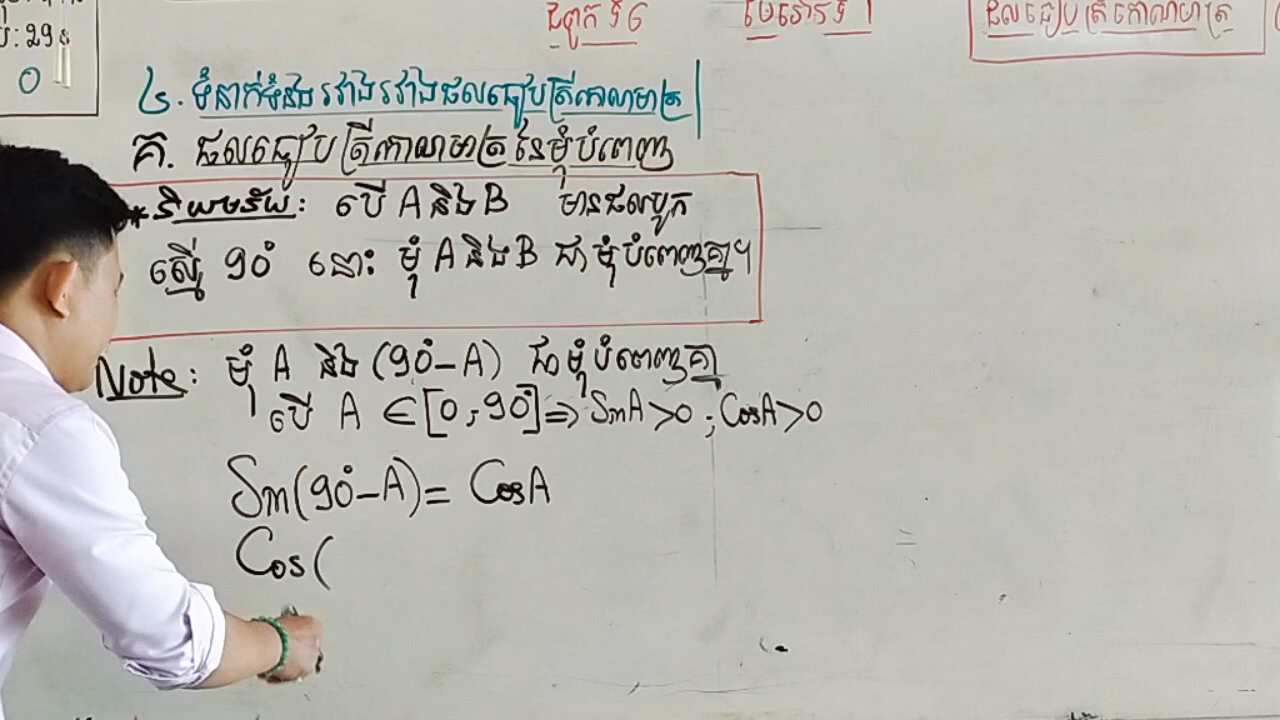 ជំពូកទី៦ មេរៀនទី1 ផលធៀបត្រីកោណមាត្រ
: 29
0
៤. ទំនាក់ទំនងរវាងរវាងផលធៀបត្រីកោណមាត្រ
គ. ផលធៀបត្រីកោណមាត្រនៃមុំបំពេញ
* និយមន័យ: បើ A និង B មានផលបូក
ស្មើ 90° នោះ មុំ A និង B ជាមុំបំពេញគ្នា។
Note: មុំ A និង (90°-A) ជាមុំបំពេញគ្នា
បើ A ∈ [0, 90°] ⇒ SinA>0 ; CosA>0
Sin(90°-A) = CosA
Cos(